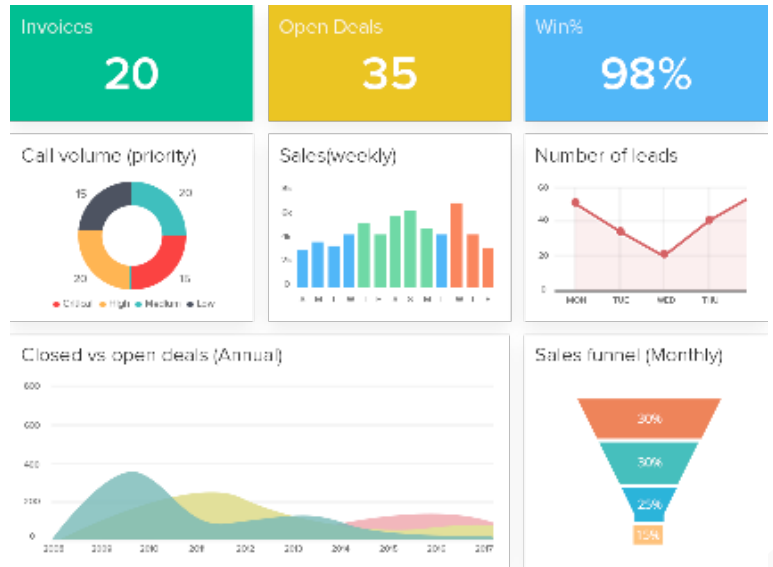 Invoices
20
Open Deals
35
Win%
98%
Call volume (priority)
15
20
20
15
Critical High Medium Low
Sales(weekly)
0
Number of leads
60
40
20
0
MON TUE WED THU
Closed vs open deals (Annual)
600
400
200
0
2008 2009 2010 2011 2012 2013 2014 2015 2016 2017
Sales funnel (Monthly)
30%
30%
25%
15%